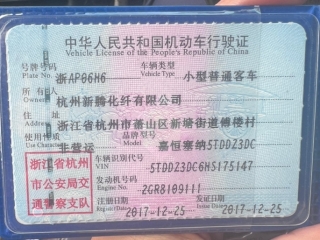 中华人民共和国机动车行驶证
Vehicle License of the People's Republic of China
号牌号码 浙AP06H6 车辆类型 小型普通客车
Plate No. Vehicle Type
所有人 杭州新腾化纤有限公司
Owner
住址 浙江省杭州市萧山区新塘街道傅楼村
Address
使用性质 非营运 品牌型号 嘉恒塞纳5TDDZ3DC
Use Character
浙江省杭州 车辆识别代号 5TDDZ3DC6HS175147
VIN
市公安局交 发动机号码 2GR8109111
Engine No.
通警察支队 注册日期 2017-12-25 发证日期 2017-12-25
Issue Date